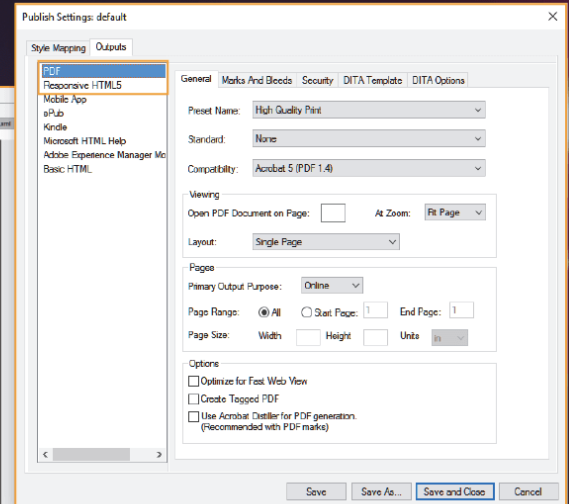 Publish Settings: default
Style Mapping Outputs
PDF
Responsive HTML5
Mobile App
ePub
Kindle
Microsoft HTML Help
Adobe Experience Manager Mo
Basic HTML
General Marks And Bleeds Security DITA Template DITA Options
Preset Name: High Quality Print
Standard: None
Compatibility: Acrobat 5 (PDF 1.4)
Viewing
Open PDF Document on Page: At Zoom: Fit Page
Layout: Single Page
Pages
Primary Output Purpose: Online
Page Range: All Start Page: 1 End Page: 1
Page Size: Width Height Units in
Options
Optimize for Fast Web View
Create Tagged PDF
Use Acrobat Distiller for PDF generation.
(Recommended with PDF marks)
Save Save As... Save and Close Cancel